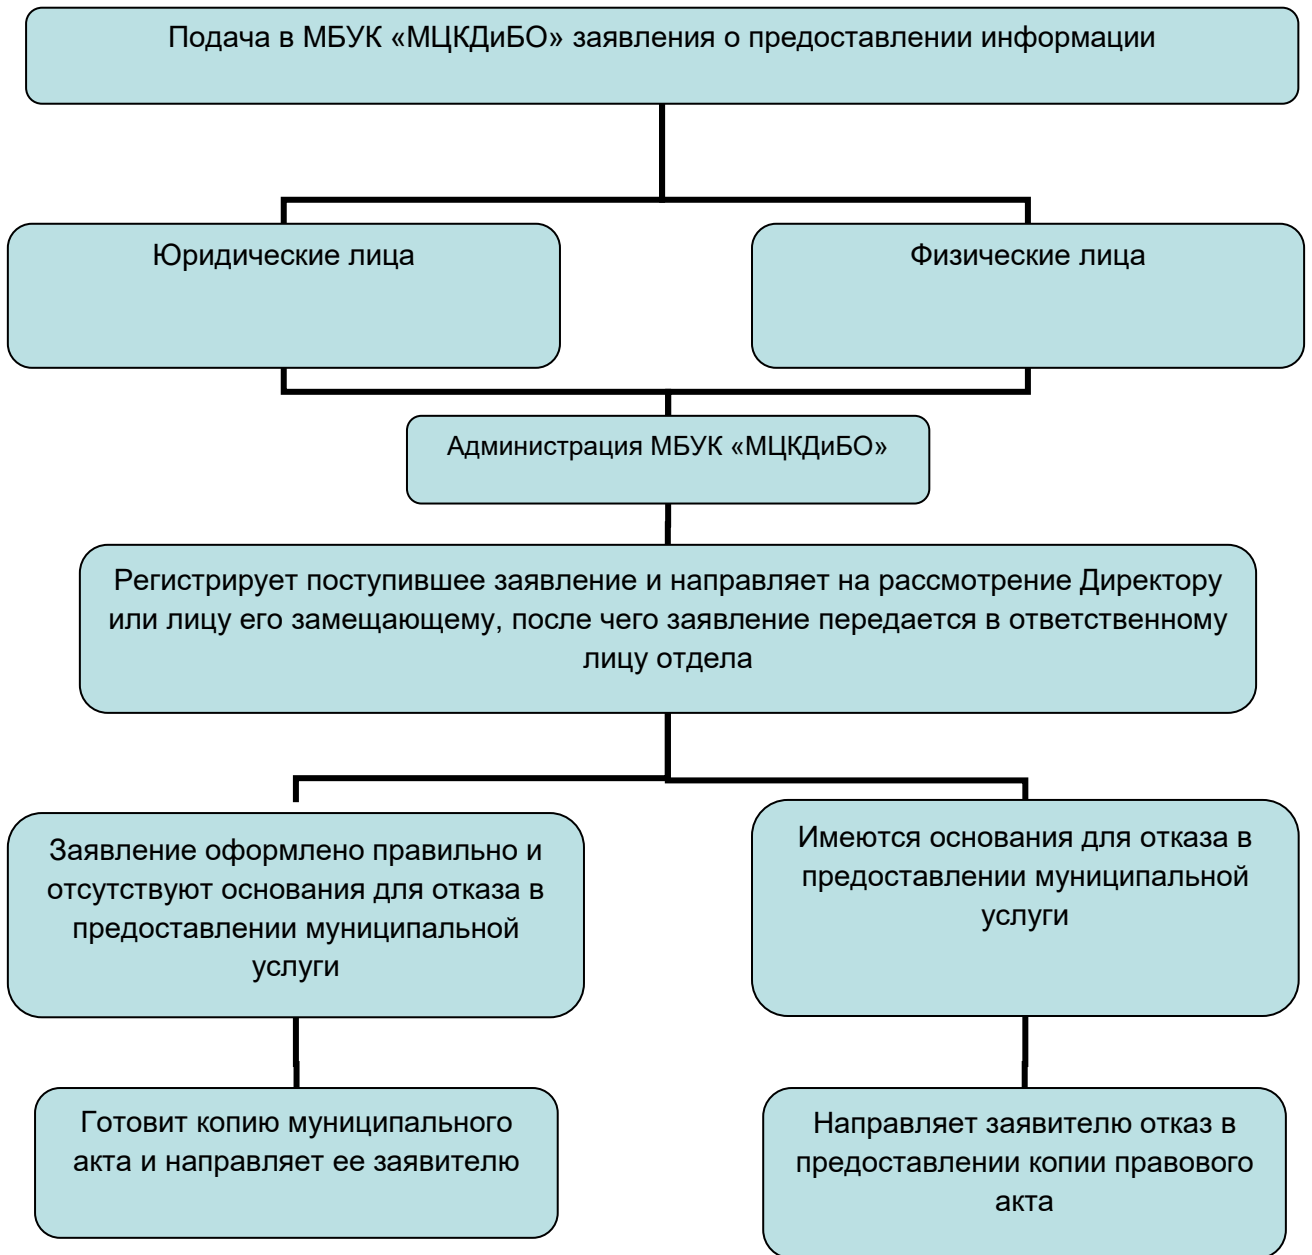 Подача в МБУК «МЦКДиБО» заявления о предоставлении информации
Юридические лица
Физические лица
Администрация МБУК «МЦКДиБО»
Регистрирует поступившее заявление и направляет на рассмотрение Директору
или лицу его замещающему, после чего заявление передается в ответственному
лицу отдела
Заявление оформлено правильно и
отсутствуют основания для отказа в
предоставлении муниципальной
услуги
Имеются основания для отказа в
предоставлении муниципальной
услуги
Готовит копию муниципального
акта и направляет ее заявителю
Направляет заявителю отказ в
предоставлении копии правового
акта